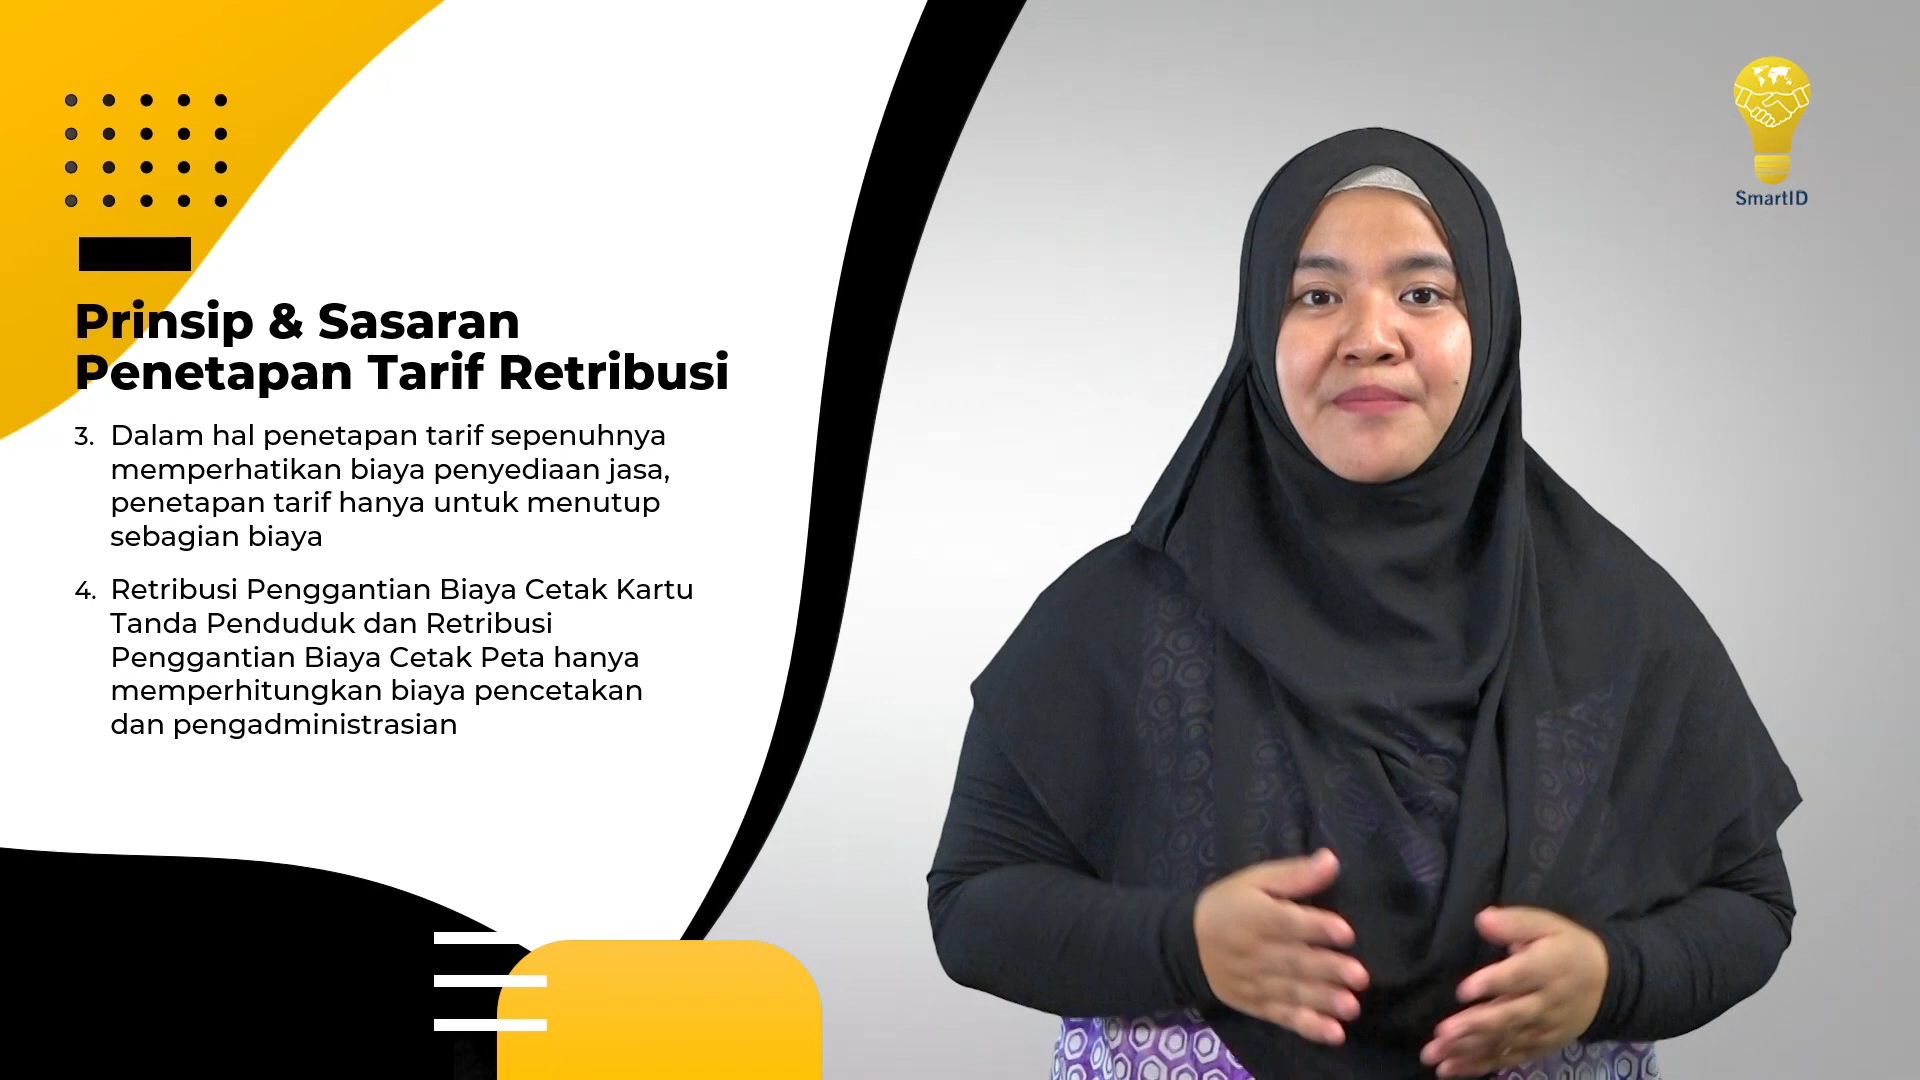 Prinsip & Sasaran
Penetapan Tarif Retribusi
3. Dalam hal penetapan tarif sepenuhnya
memperhatikan biaya penyediaan jasa,
penetapan tarif hanya untuk menutup
sebagian biaya
4. Retribusi Penggantian Biaya Cetak Kartu
Tanda Penduduk dan Retribusi
Penggantian Biaya Cetak Peta hanya
memperhitungkan biaya pencetakan
dan pengadministrasian
SmartID